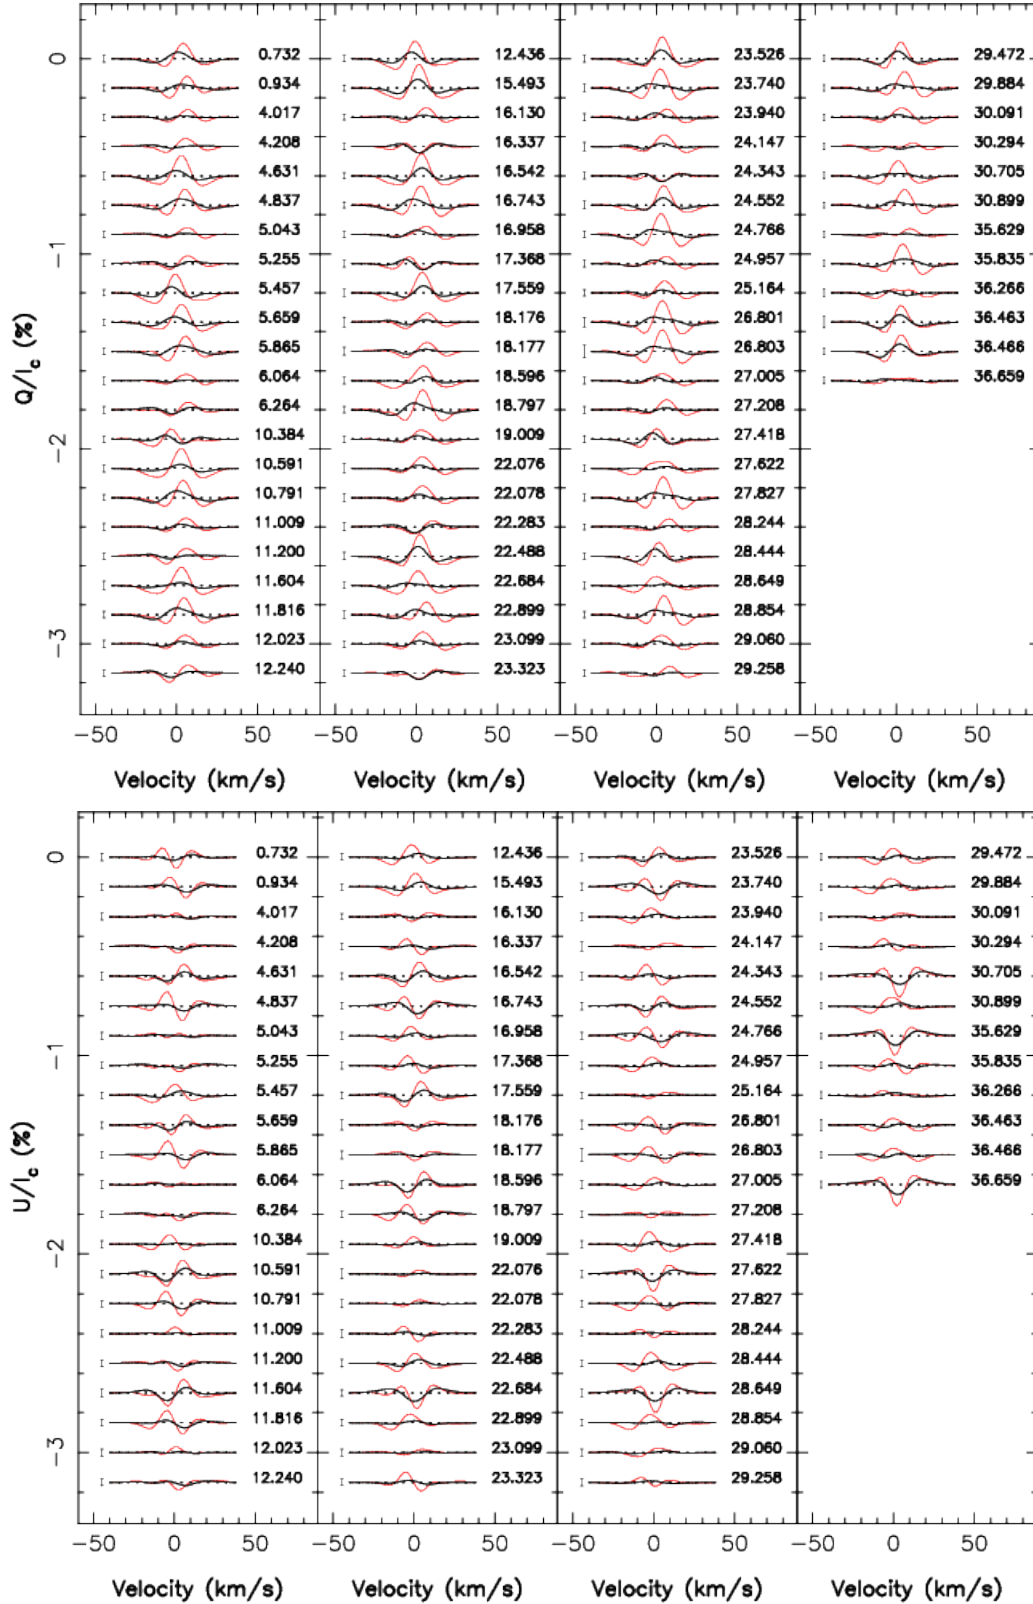 0 0.732 12.436 23.526 29.472
0.934 15.493 23.740 29.884
4.017 16.130 23.940 30.091
4.208 16.337 24.147 30.294
4.631 16.542 24.343 30.705
4.837 16.743 24.552 30.899
−1 5.043 16.958 24.766 35.629
5.255 17.368 24.957 35.835
5.457 17.559 25.164 36.266
5.659 18.176 26.801 36.463
5.865 18.177 26.803 36.466
6.064 18.596 27.005 36.659
Q/Ic (%)
6.264 18.797 27.208
−2 10.384 19.009 27.418
10.591 22.076 27.622
10.791 22.078 27.827
11.009 22.283 28.244
11.200 22.488 28.444
11.604 22.684 28.649
11.816 22.899 28.854
−3 12.023 23.099 29.060
12.240 23.323 29.258
−50 0 50 −50 0 50 −50 0 50 −50 0 50
Velocity (km/s) Velocity (km/s) Velocity (km/s) Velocity (km/s)
0 0.732 12.436 23.526 29.472
0.934 15.493 23.740 29.884
4.017 16.130 23.940 30.091
4.208 16.337 24.147 30.294
4.631 16.542 24.343 30.705
4.837 16.743 24.552 30.899
−1 5.043 16.958 24.766 35.629
5.255 17.368 24.957 35.835
5.457 17.559 25.164 36.266
5.659 18.176 26.801 36.463
5.865 18.177 26.803 36.466
6.064 18.596 27.005 36.659
U/Ic (%)
6.264 18.797 27.208
−2 10.384 19.009 27.418
10.591 22.076 27.622
10.791 22.078 27.827
11.009 22.283 28.244
11.200 22.488 28.444
11.604 22.684 28.649
11.816 22.899 28.854
−3 12.023 23.099 29.060
12.240 23.323 29.258
−50 0 50 −50 0 50 −50 0 50 −50 0 50
Velocity (km/s) Velocity (km/s) Velocity (km/s) Velocity (km/s)